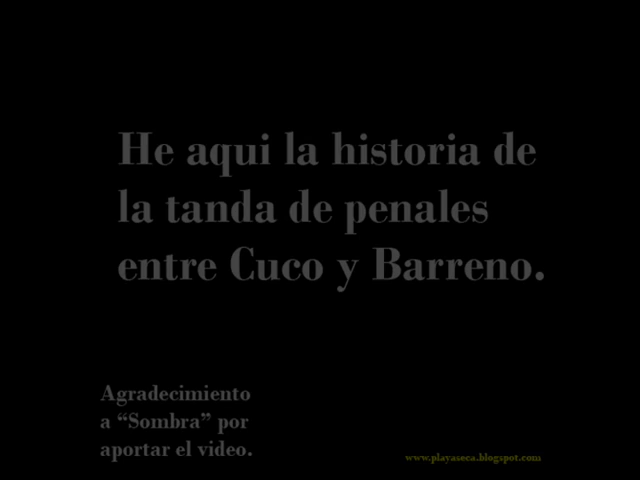 He aqui la historia de
la tanda de penales
entre Cuco y Barreno.
Agradecimiento
a “Sombra” por
aportar el video.
www.playaseca.blogspot.com